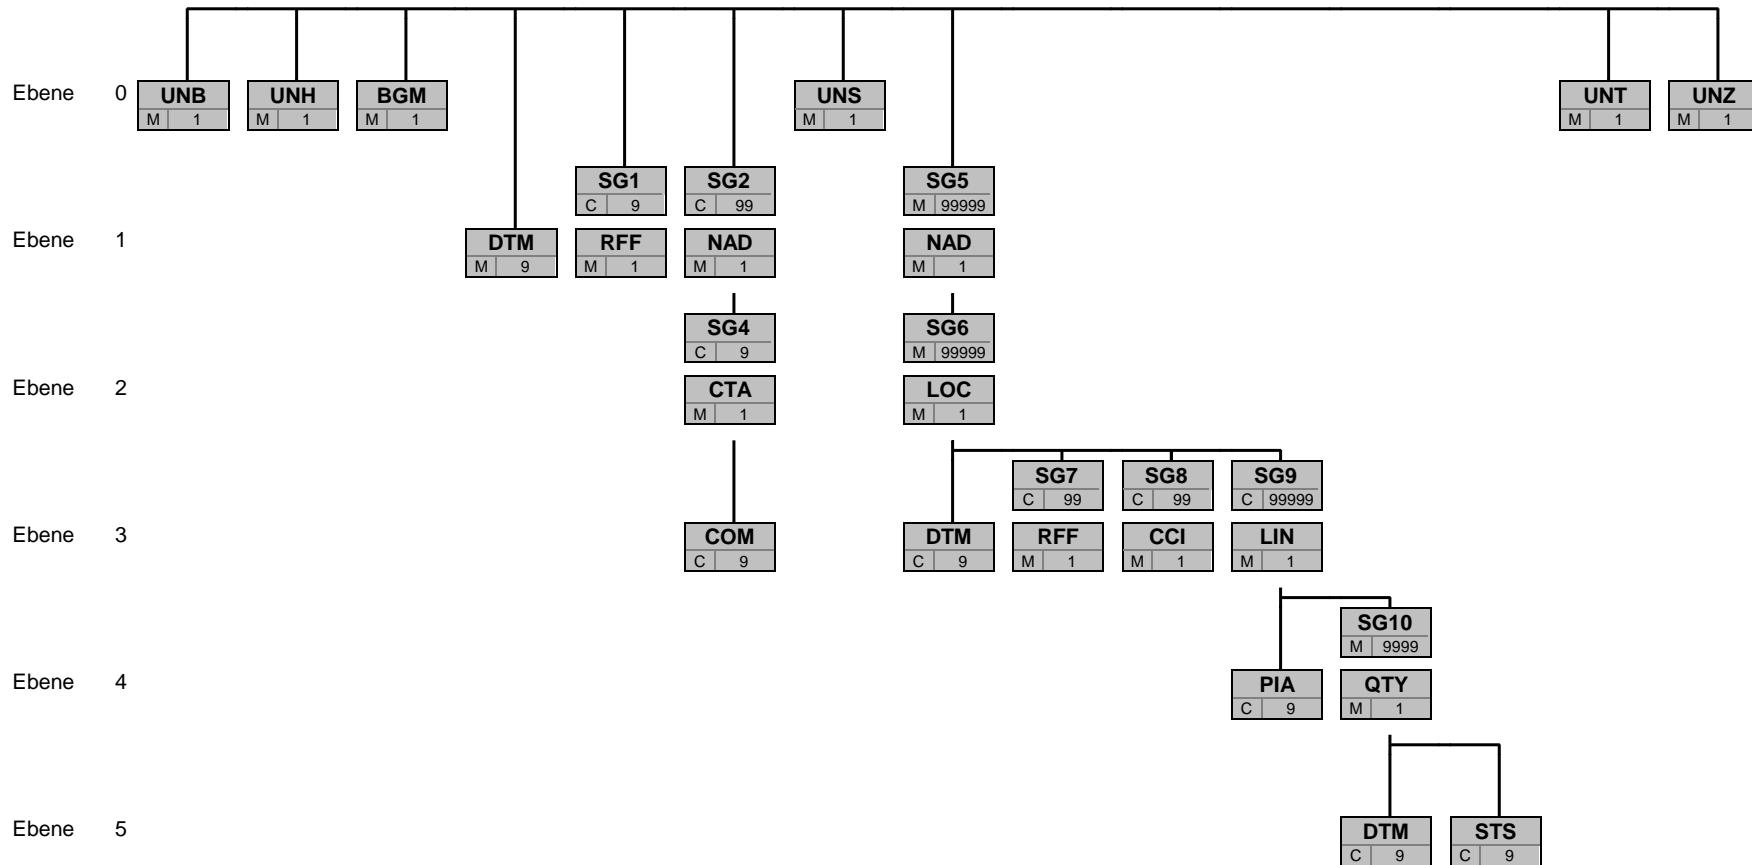 Ebene 0 UNB UNH BGM UNS UNT UNZ
M 1 M 1 M 1 M 1 M 1 M 1
SG1 SG2 SG5
C 9 C 99 M 99999
Ebene 1 DTM RFF NAD NAD
M 9 M 1 M 1 M 1
SG4 SG6
C 9 M 99999
Ebene 2 CTA LOC
M 1 M 1
SG7 SG8 SG9
C 99 C 99 C 99999
Ebene 3 COM DTM RFF CCI LIN
C 9 C 9 M 1 M 1 M 1
SG10
M 9999
Ebene 4 PIA QTY
C 9 M 1
Ebene 5 DTM STS
C 9 C 9